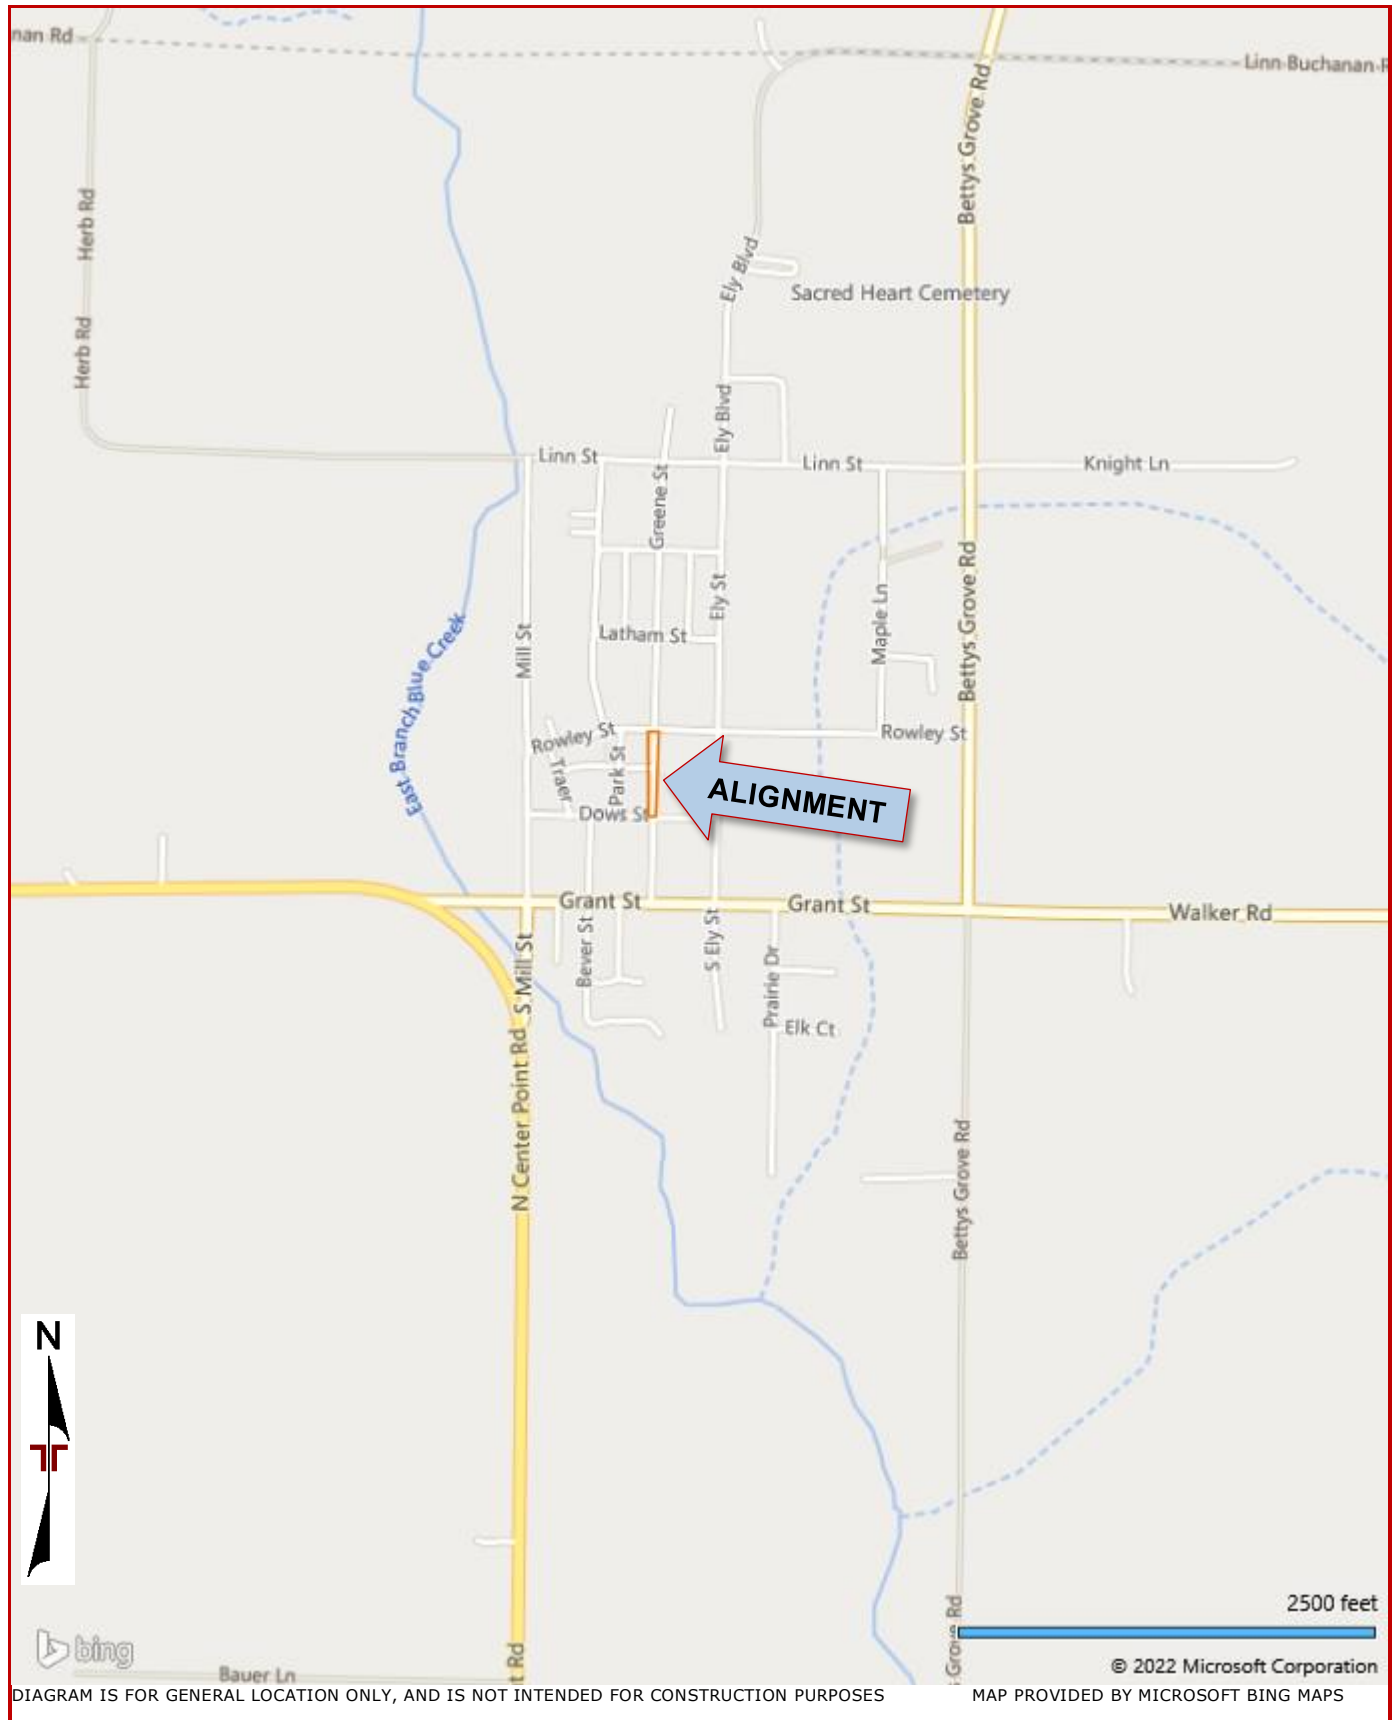 nan Rd
Linn-Buchanan-R
Bettys Grove Rd
Herb Rd
Ely Blvd
Sacred Heart Cemetery
Herb Rd
Ely Blvd
Linn St
Linn St
Knight Ln
Greene St
Bettys Grove Rd
Ely St
Maple Ln
Mill St
Latham St
East Branch Blue Creek
Rowley St
Rowley St
Traer
Park St
ALIGNMENT
Dows St
Grant St
Grant St
Walker Rd
S Mill St
Bever St
S Ely St
Prairie Dr
Elk Ct
N Center Point Rd
Bettys Grove Rd
N
2500 feet
Grove Rd
bing
t Rd
Bauer Ln
© 2022 Microsoft Corporation
DIAGRAM IS FOR GENERAL LOCATION ONLY, AND IS NOT INTENDED FOR CONSTRUCTION PURPOSES
MAP PROVIDED BY MICROSOFT BING MAPS